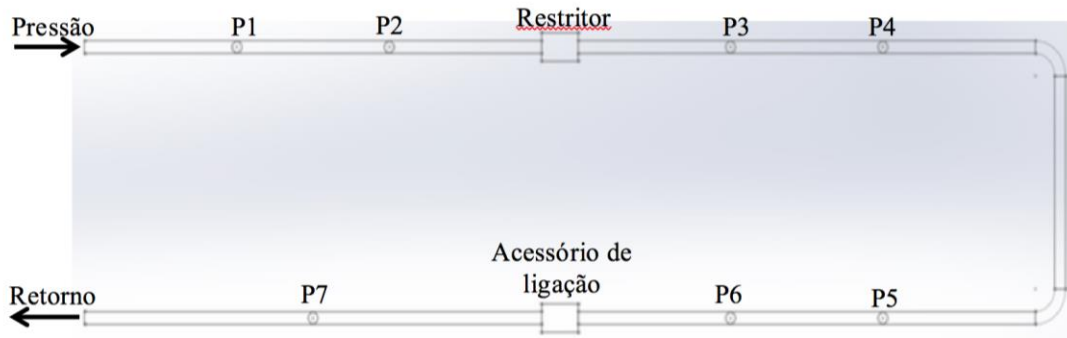 Pressão P1 P2 Restritor P3 P4
Acessório de
ligação
Retorno P7 P6 P5